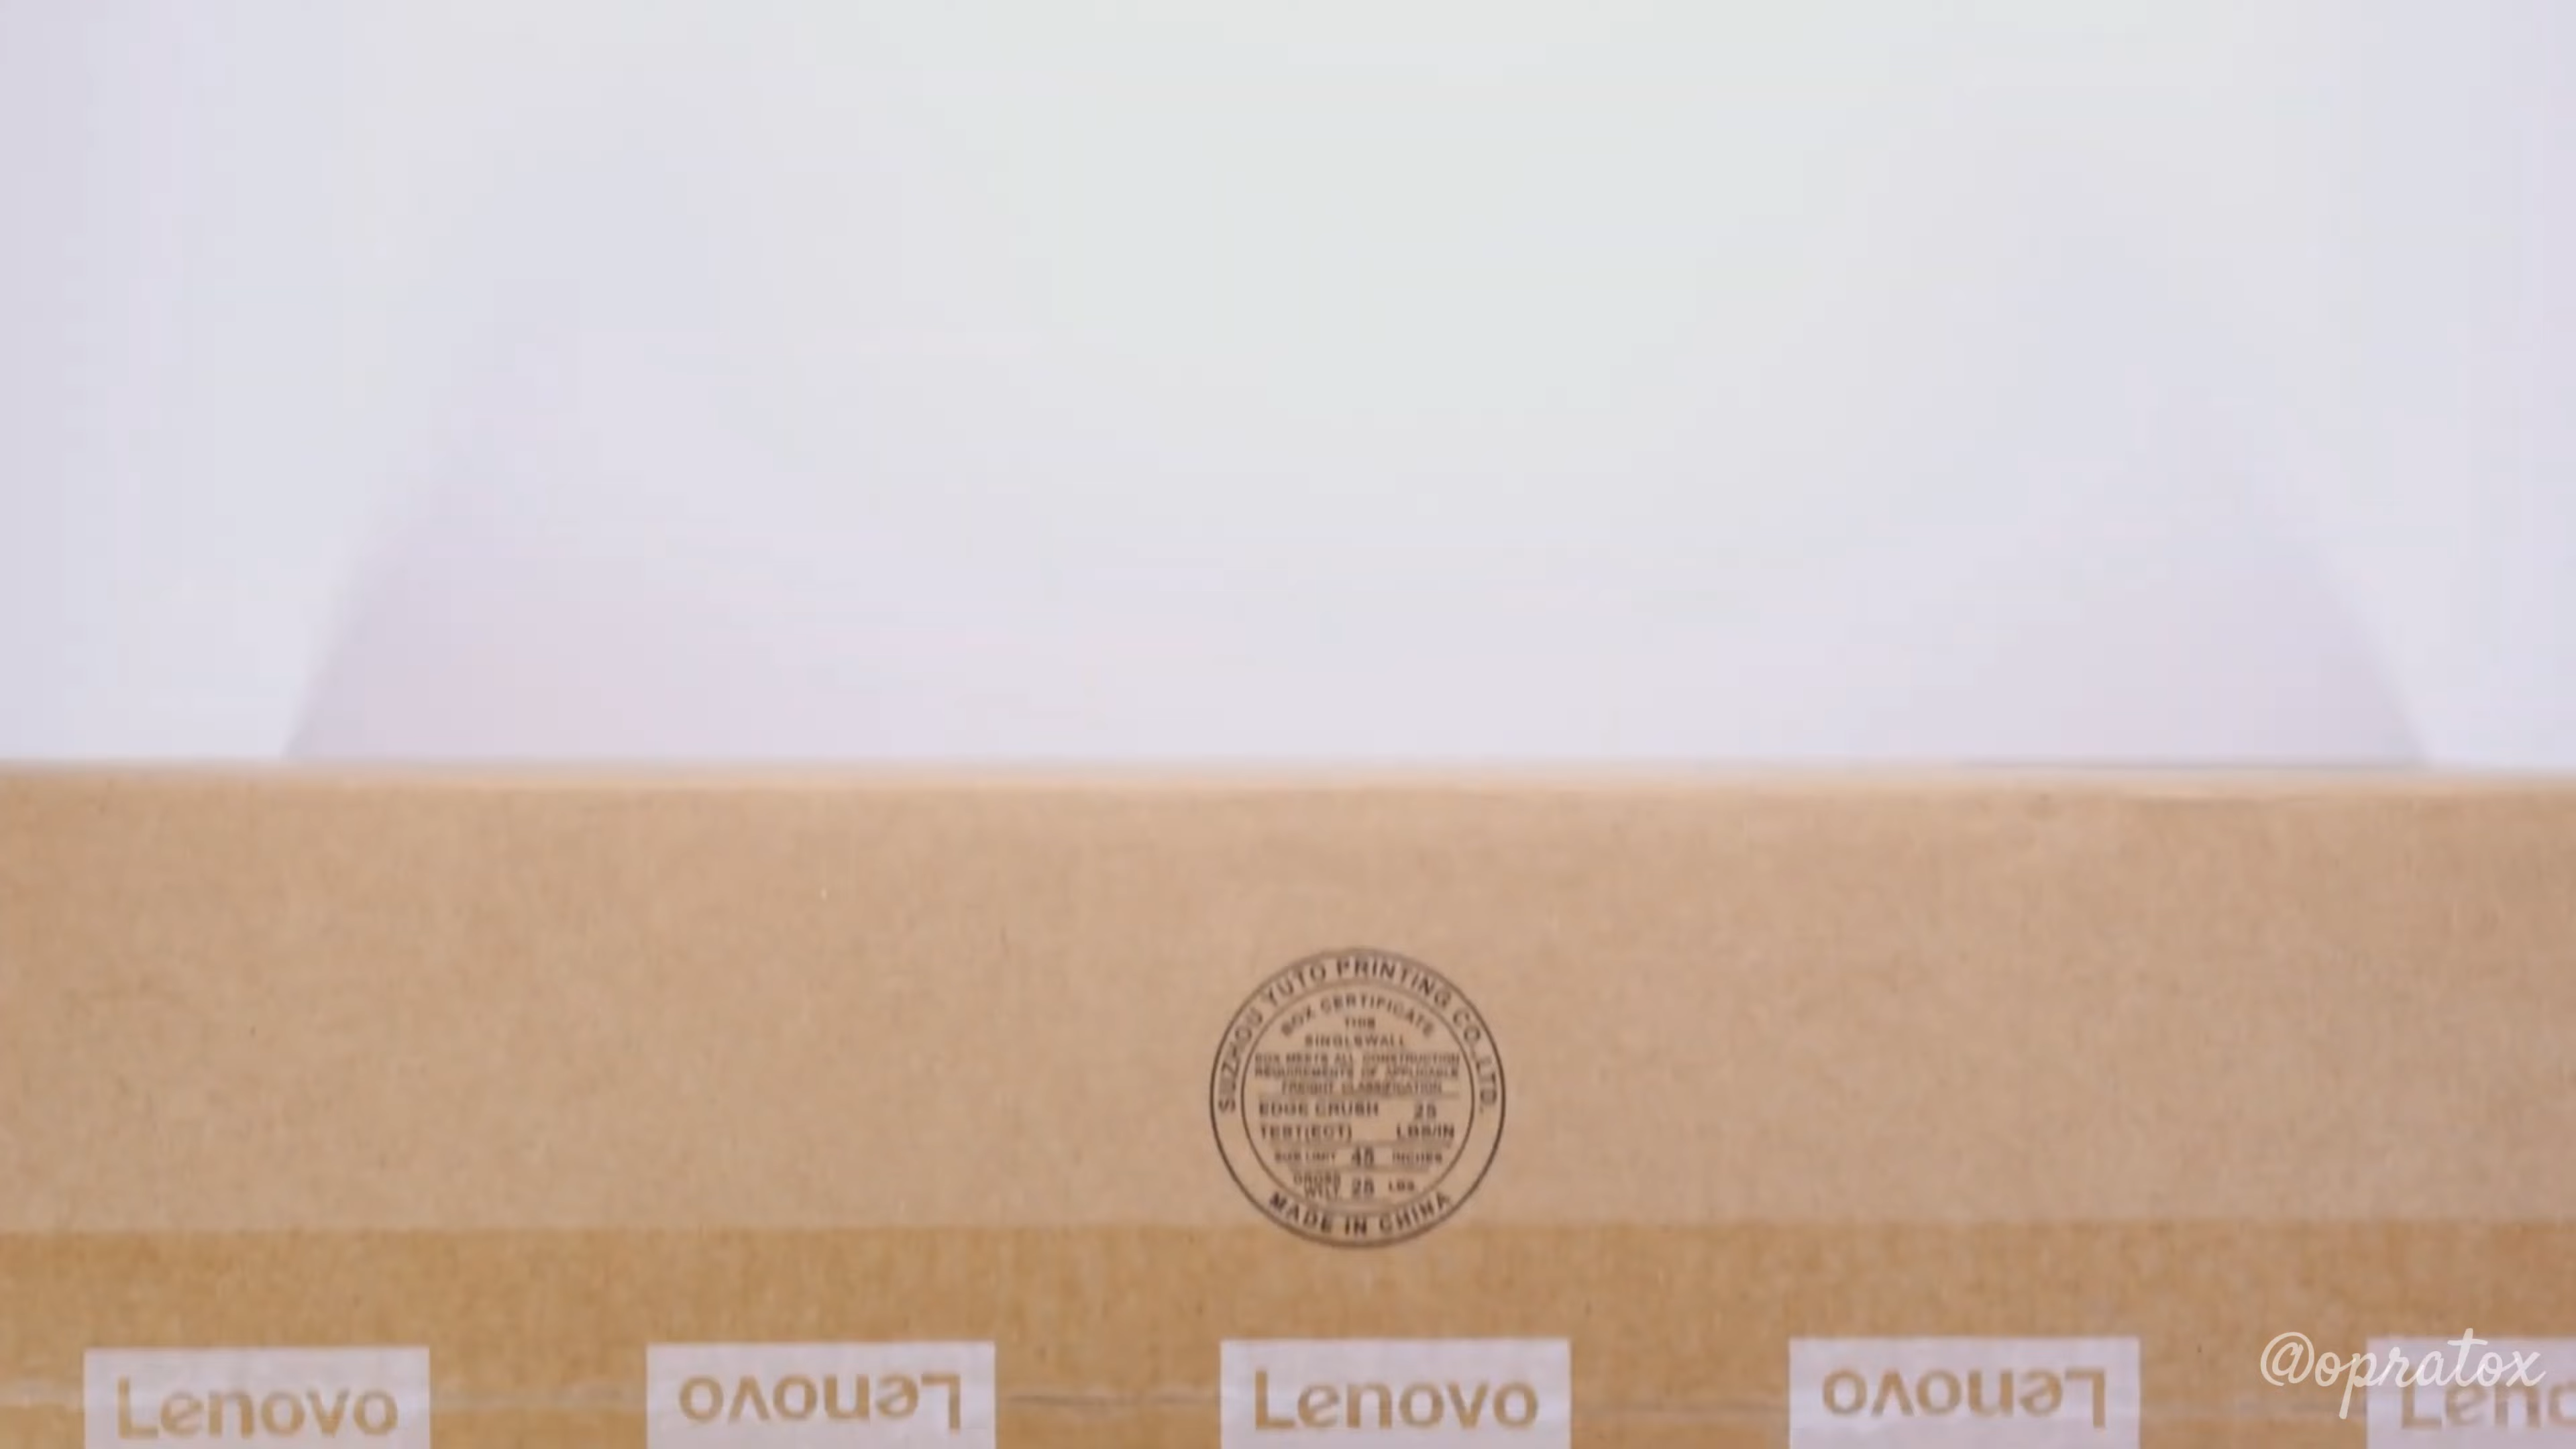 SUZHOU YUTO PRINTING CO.,LTD.
BOX CERTIFICATE
THIS
SINGLEWALL
BOX MEETS ALL CONSTRUCTION
REQUIREMENTS OF APPLICABLE
FREIGHT CLASSIFICATION
EDGE CRUSH 25
TEST(ECT) LBS/IN
SIZE LIMIT 45 INCHES
GROSS
WT.LT 25 LBS.
MADE IN CHINA
Lenovo Lenovo Lenovo Lenovo Leno
@opratox